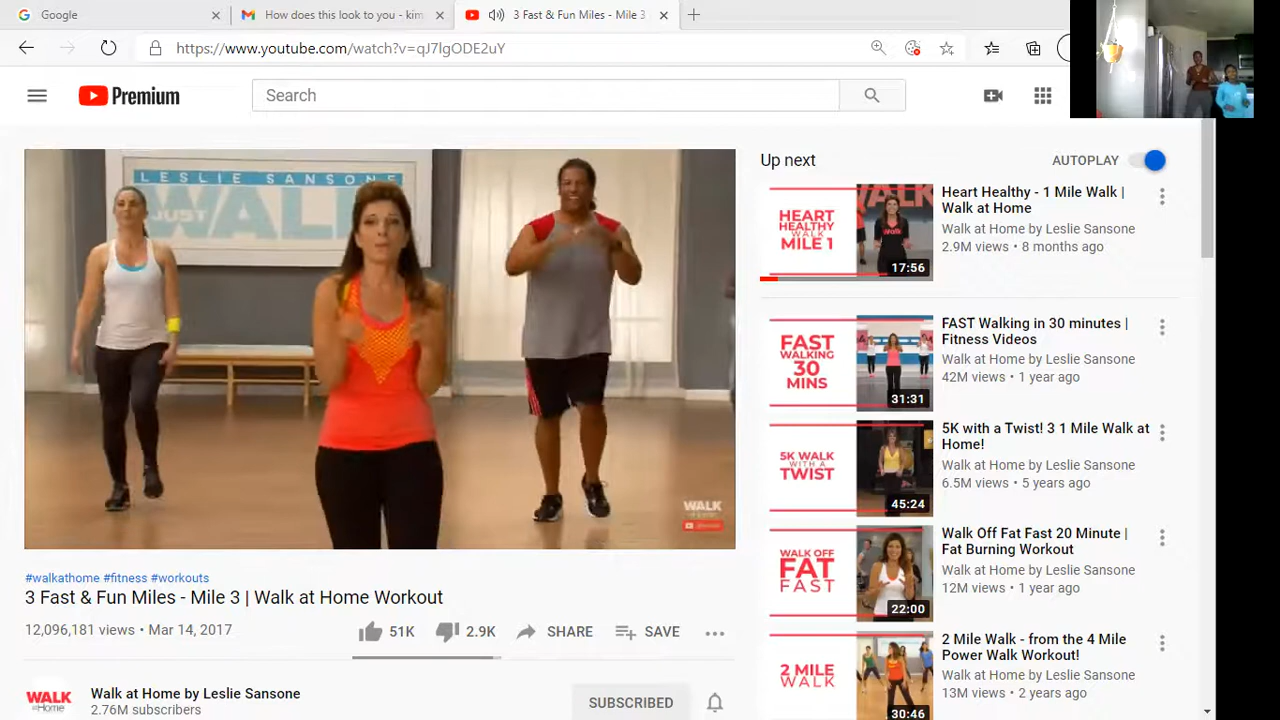 Google
How does this look to you - kim
3 Fast & Fun Miles - Mile 3
https://www.youtube.com/watch?v=qJ7IgODE2uY
Premium
Search
LESLIE SANSONE
JUST WALK
WALK
3 Fast & Fun Miles - Mile 3 | Walk at Home Workout
#walkathome #fitness #workouts
12,096,181 views • Mar 14, 2017
51K
2.9K
SHARE
SAVE
WALK
at Home
Walk at Home by Leslie Sansone
2.76M subscribers
SUBSCRIBED
Up next
AUTOPLAY
HEART
HEALTHY
WALK
MILE 1
17:56
Heart Healthy - 1 Mile Walk |
Walk at Home
Walk at Home by Leslie Sansone
2.9M views • 8 months ago
FAST
WALKING
30
MINS
31:31
FAST Walking in 30 minutes |
Fitness Videos
Walk at Home by Leslie Sansone
42M views • 1 year ago
5K WALK
WITH A
TWIST
45:24
5K with a Twist! 3 1 Mile Walk at
Home!
Walk at Home by Leslie Sansone
6.5M views • 5 years ago
WALK OFF
FAT
FAST
22:00
Walk Off Fat Fast 20 Minute |
Fat Burning Workout
Walk at Home by Leslie Sansone
12M views • 1 year ago
2 MILE
WALK
30:46
2 Mile Walk - from the 4 Mile
Power Walk Workout!
Walk at Home by Leslie Sansone
13M views • 2 years ago